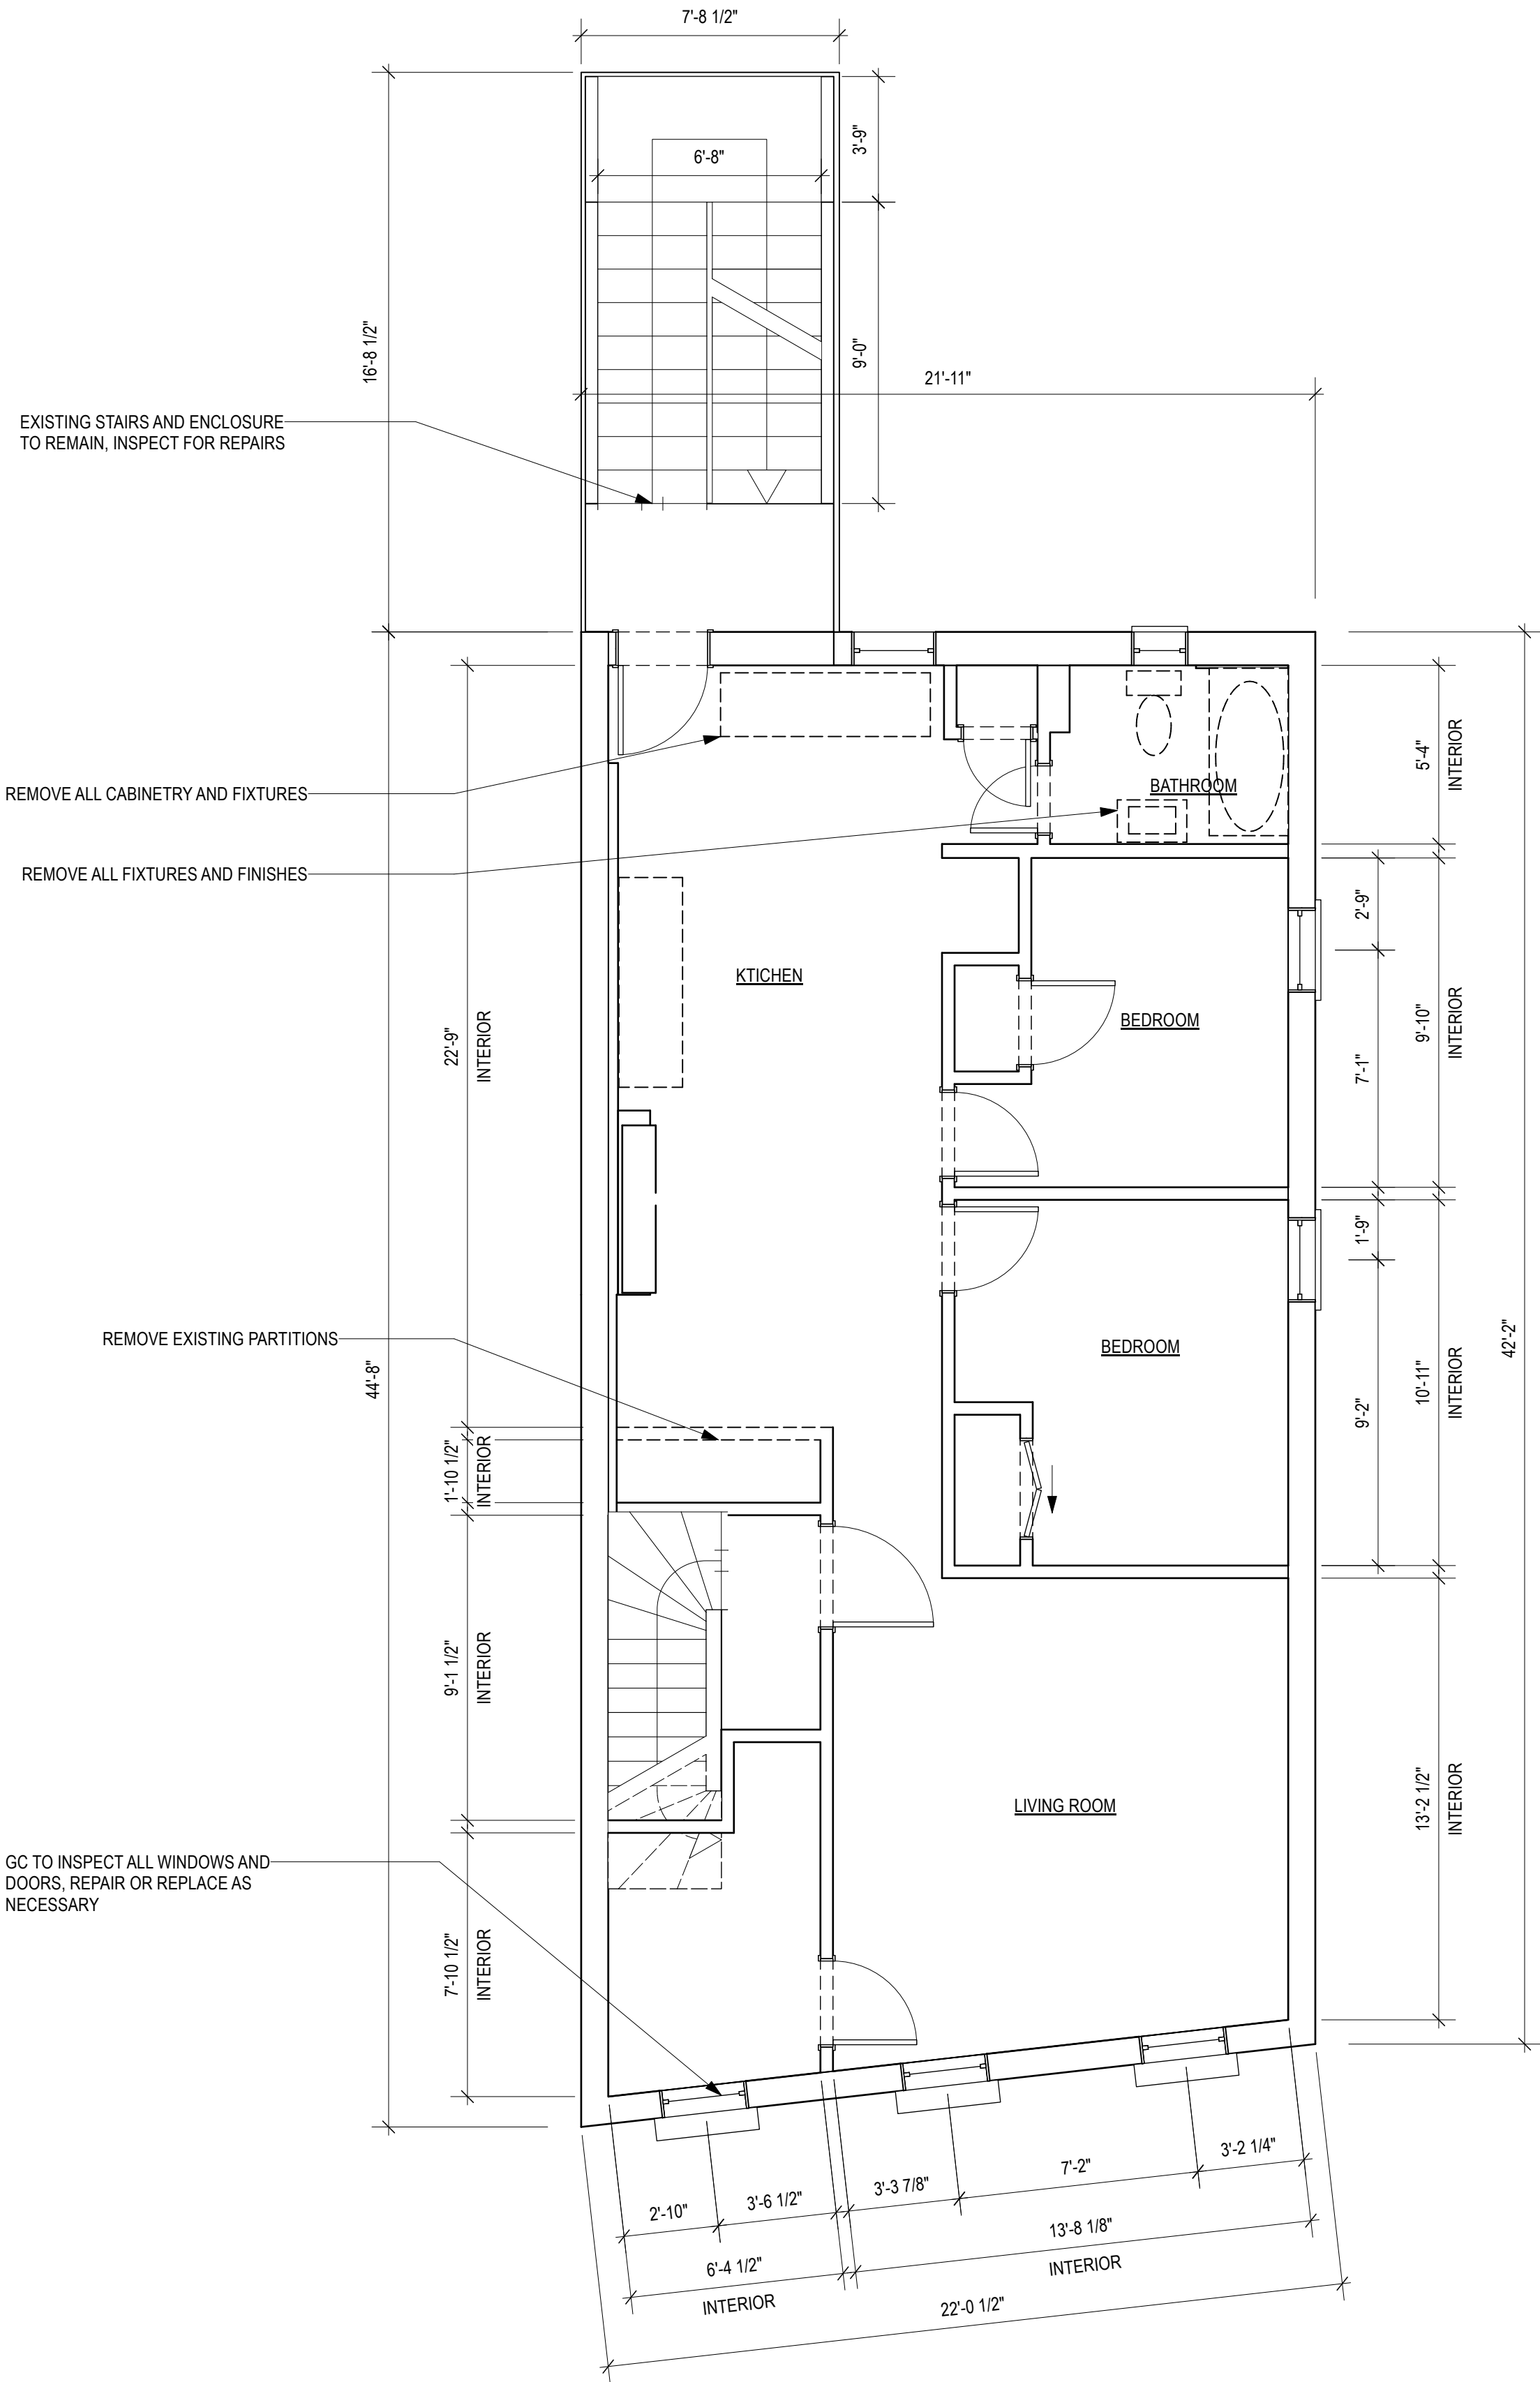 7'-8 1/2"
3'-9"
6'-8"
16'-8 1/2"
9'-0"
21'-11"
EXISTING STAIRS AND ENCLOSURE
TO REMAIN, INSPECT FOR REPAIRS
5'-4"
INTERIOR
REMOVE ALL CABINETRY AND FIXTURES
BATHROOM
REMOVE ALL FIXTURES AND FINISHES
2'-9"
KTICHEN
BEDROOM
22'-9"
INTERIOR
7'-1"
9'-10"
INTERIOR
1'-9"
REMOVE EXISTING PARTITIONS
44'-8"
BEDROOM
9'-2"
10'-11"
INTERIOR
42'-2"
1'-10 1/2"
INTERIOR
9'-1 1/2"
INTERIOR
LIVING ROOM
13'-2 1/2"
INTERIOR
GC TO INSPECT ALL WINDOWS AND
DOORS, REPAIR OR REPLACE AS
NECESSARY
7'-10 1/2"
INTERIOR
2'-10"
3'-6 1/2"
3'-3 7/8"
7'-2"
3'-2 1/4"
6'-4 1/2"
INTERIOR
13'-8 1/8"
INTERIOR
22'-0 1/2"